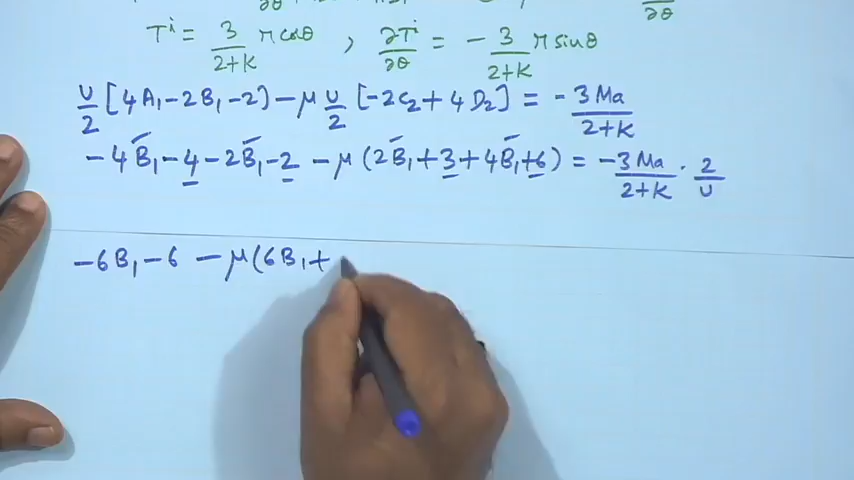 ∂θ ∂θ
Tⁱ = 3/(2+K) r cosθ , ∂Tⁱ/∂θ = - 3/(2+K) r sinθ
U/2 [4A₁ - 2B₁ - 2] - μ U/2 [-2C₂ + 4D₂] = - 3Ma/(2+K)
-4B₁ - 4 - 2B₁ - 2 - μ (2B₁ + 3 + 4B₁ + 6) = - 3Ma/(2+K) · 2/U
-6B₁ - 6 - μ(6B₁ +